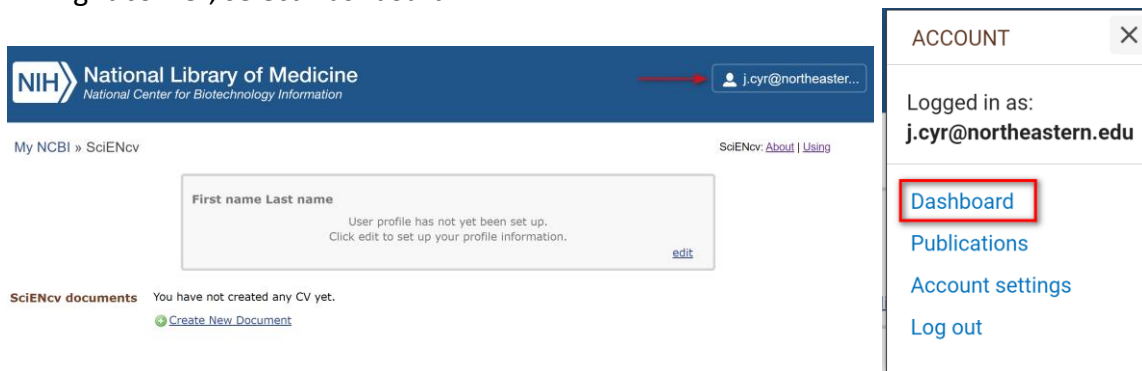 NIH
National Library of Medicine
National Center for Biotechnology Information
j.cyr@northeaster...
My NCBI » SciENcv
SciENcv: About | Using
First name Last name
User profile has not yet been set up.
Click edit to set up your profile information.
edit
SciENcv documents You have not created any CV yet.
Create New Document
ACCOUNT
Logged in as:
j.cyr@northeastern.edu
Dashboard
Publications
Account settings
Log out